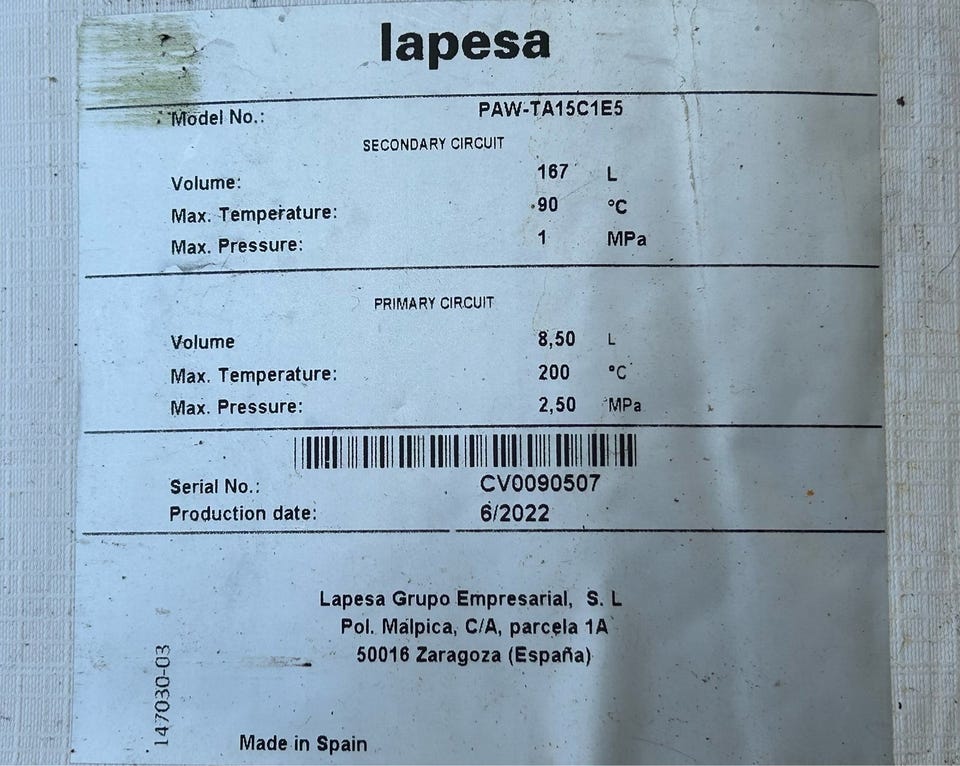 lapesa
Model No.: PAW-TA15C1E5
SECONDARY CIRCUIT
Volume: 167 L
Max. Temperature: 90 °C
Max. Pressure: 1 MPa
PRIMARY CIRCUIT
Volume 8,50 L
Max. Temperature: 200 °C
Max. Pressure: 2,50 MPa
Serial No.: CV0090507
Production date: 6/2022
Lapesa Grupo Empresarial, S. L
Pol. Malpica, C/A, parcela 1A
50016 Zaragoza (España)
147030-03
Made in Spain